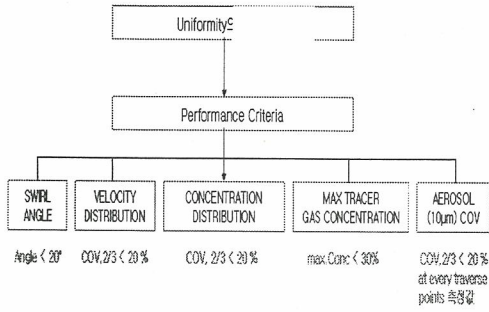 Uniformity
Performance Criteria
SWIRL
ANGLE
VELOCITY
DISTRIBUTION
CONCENTRATION
DISTRIBUTION
MAX TRACER
GAS CONCENTRATION
AEROSOL
(10μm) COV
Angle < 20°
COV,2/3 < 20 %
COV, 2/3 < 20 %
max.Conc < 30%
COV,2/3 < 20 %
at every traverse
points 측정값